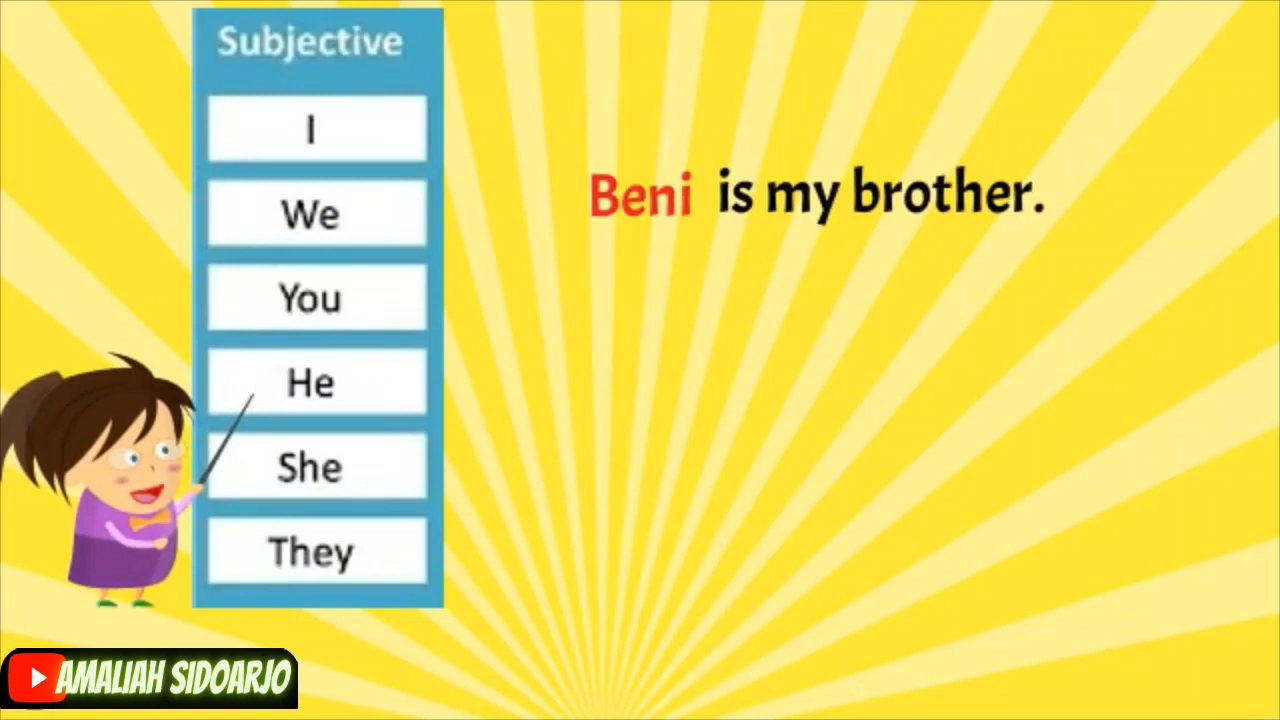 Subjective
I
We
You
He
She
They
Beni is my brother.
AMALIAH SIDOARJO